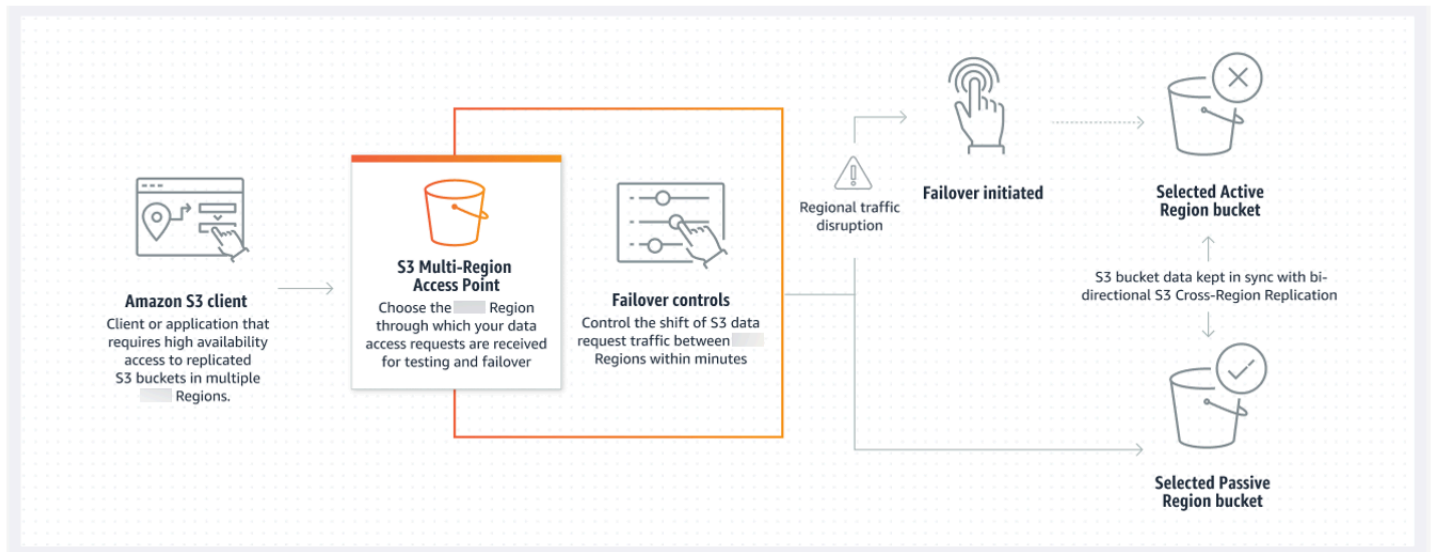 Amazon S3 client
Client or application that
requires high availability
access to replicated
S3 buckets in multiple
Regions.
S3 Multi-Region
Access Point
Choose the Region
through which your data
access requests are received
for testing and failover
Failover controls
Control the shift of S3 data
request traffic between
Regions within minutes
Regional traffic
disruption
Failover initiated
Selected Active
Region bucket
S3 bucket data kept in sync with bi-
directional S3 Cross-Region Replication
Selected Passive
Region bucket